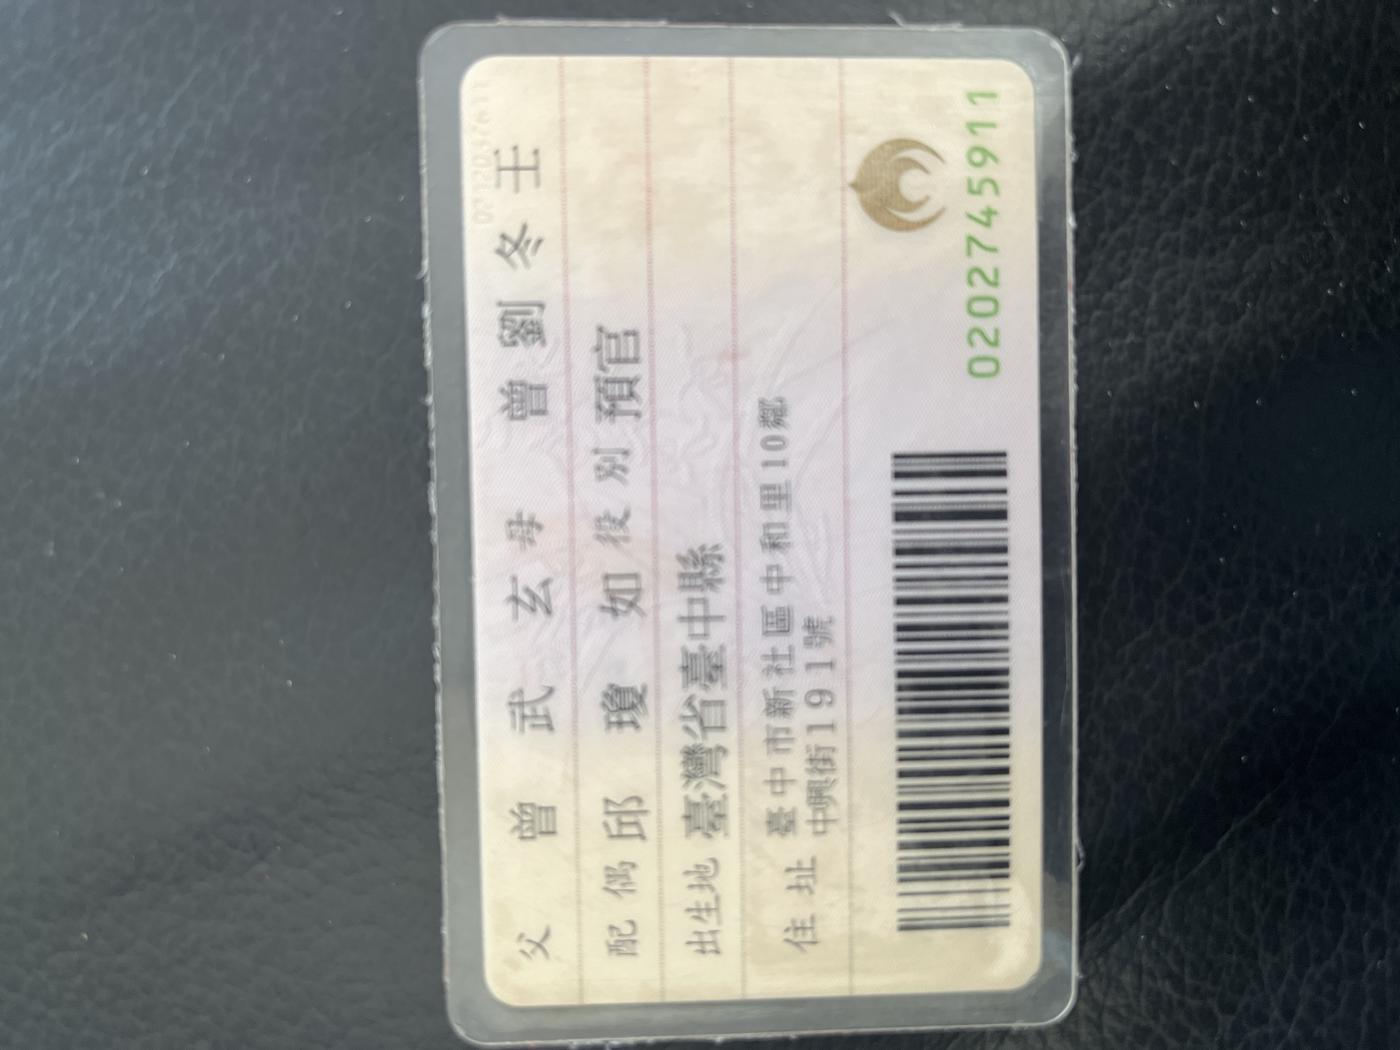 父 曾武玄 母 曾劉冬壬
配偶 邱瓊如 役別 預官
出生地 臺灣省臺中縣
住址 臺中市新社區中和里10鄰
中興街191號
0202745911